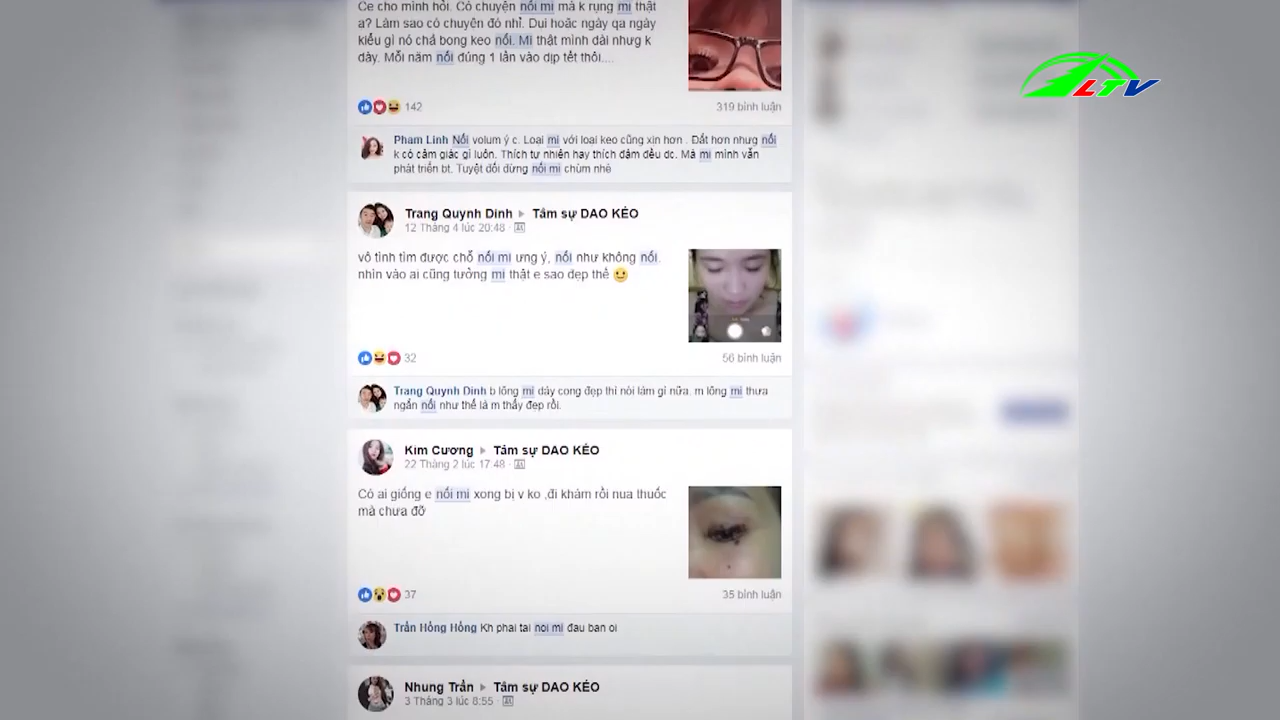 Ce cho mình hỏi. Có chuyện nối mi mà k rụng mi thật
ạ? Làm sao có chuyện đó nhỉ. Dụi hoặc ngày qa ngày
kiểu gì nó chả bong keo nối. Mi thật mình dài nhưg k
dày. Mỗi năm nối đúng 1 lần vào dịp tết thôi....
142
319 bình luận
Pham Linh Nối volum ý c. Loại mi với loại keo cũng xin hơn . Đắt hơn nhưg nối
k có cảm giác gì luôn. Thích tự nhiên hay thích đậm đều dc. Mà mi mình vẫn
phát triển bt. Tuyệt đối đừng nối mi chùm nhé
Trang Quynh Dinh ▸ Tâm sự DAO KÉO
12 Tháng 4 lúc 20:48 ·
vô tình tìm được chỗ nối mi ưng ý, nối như không nối.
nhìn vào ai cũng tưởng mi thật e sao đẹp thế
32
56 bình luận
Trang Quynh Dinh b lông mi dày cong đẹp thì nói làm gì nữa. m lông mi thưa
ngắn nối như thế là m thấy đẹp rồi.
Kim Cương ▸ Tâm sự DAO KÉO
22 Tháng 2 lúc 17:48 ·
Có ai giống e nối mi xong bị v ko ,đi khám rồi nua thuốc
mà chưa đỡ
37
35 bình luận
Trần Hồng Hồng Kh phai tai noi mi đau ban oi
Nhung Trần ▸ Tâm sự DAO KÉO
3 Tháng 3 lúc 8:55 ·
LTV